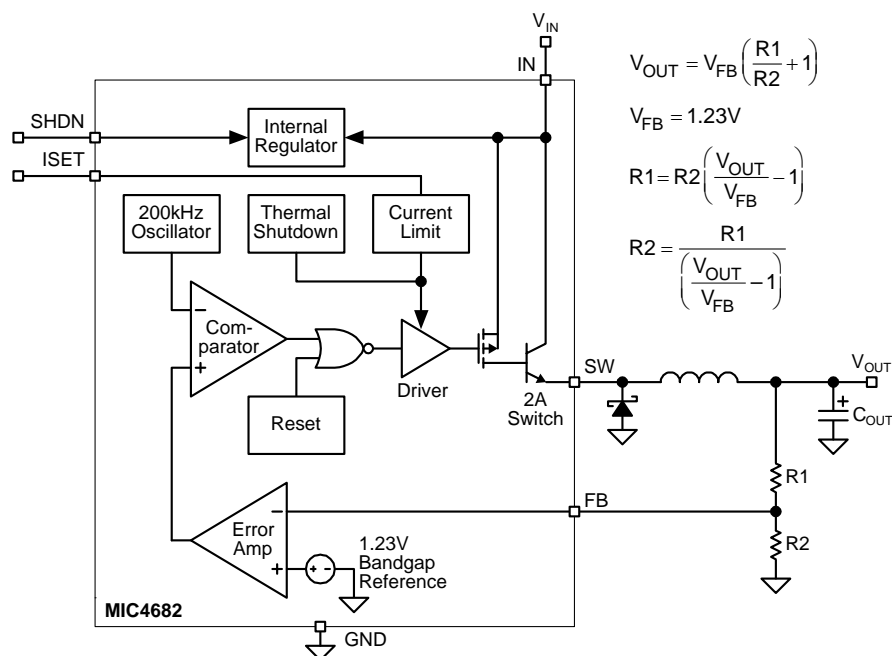 V_IN
IN
V_OUT = V_FB (R1/R2 + 1)
V_FB = 1.23V
R1 = R2 (V_OUT/V_FB − 1)
R2 = R1/(V_OUT/V_FB − 1)
SHDN
ISET
Internal
Regulator
200kHz
Oscillator
Thermal
Shutdown
Current
Limit
−
Com-
parator
+
Driver
Reset
2A
Switch
SW
V_OUT
+
C_OUT
R1
FB
R2
−
Error
Amp
+
+ -
1.23V
Bandgap
Reference
MIC4682
GND